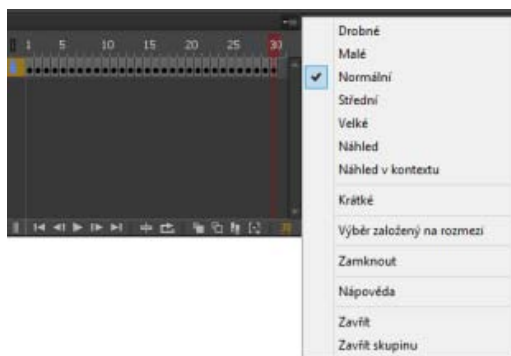 1 5 10 15 20 25 30
Drobné
Malé
Normální
Střední
Velké
Náhled
Náhled v kontextu
Krátké
Výběr založený na rozmezí
Zamknout
Nápověda
Zavřít
Zavřít skupinu
30